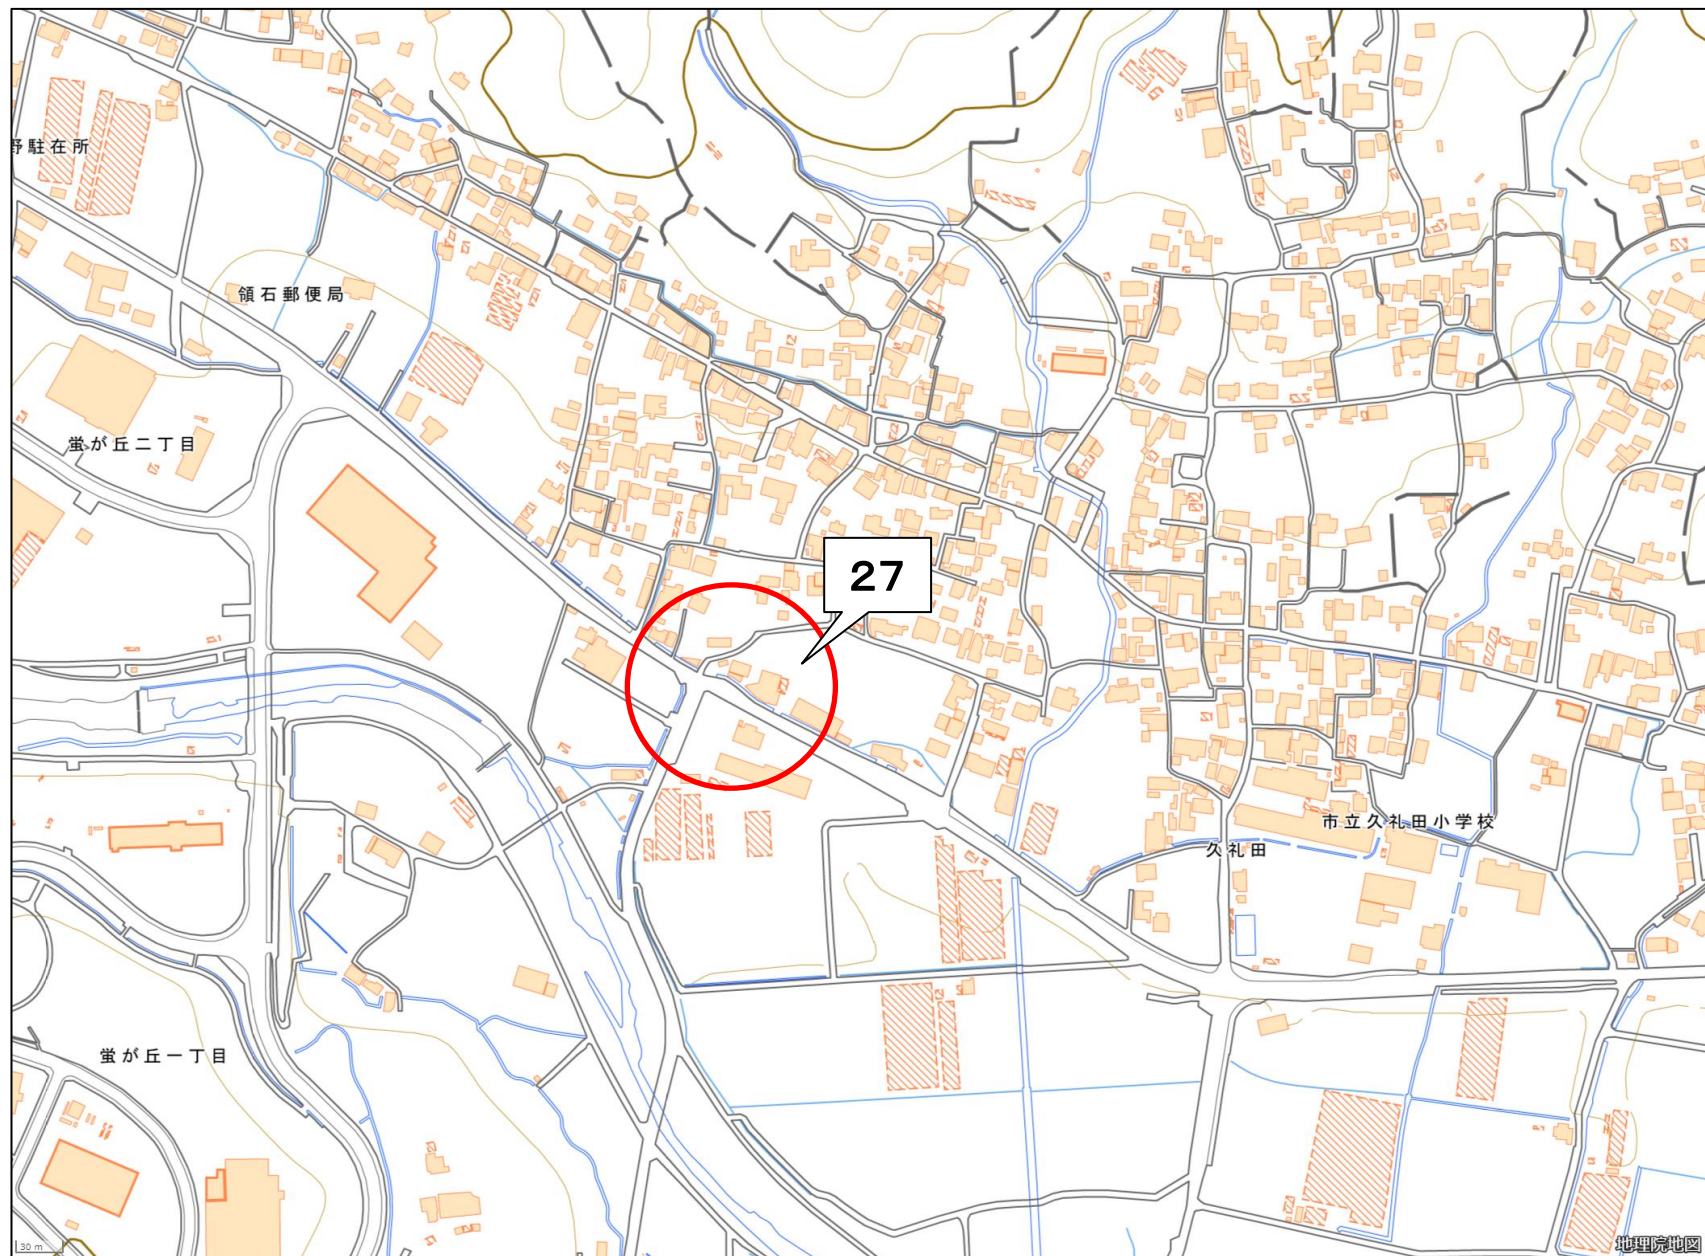 野駐在所
領石郵便局
蛍が丘二丁目
27
市立久礼田小学校
久礼田
蛍が丘一丁目
30 m
地理院地図